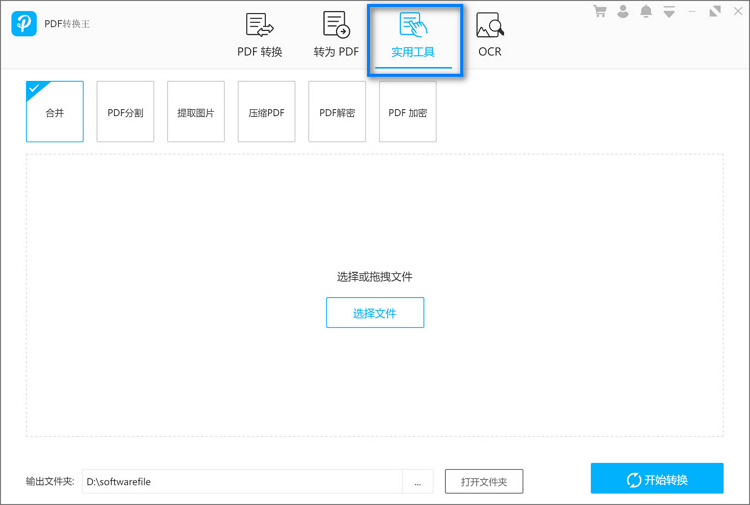 PDF转换王
PDF 转换
转为 PDF
实用工具
OCR
合并
PDF分割
提取图片
压缩PDF
PDF解密
PDF 加密
选择或拖拽文件
选择文件
输出文件夹:
D:\softwarefile
...
打开文件夹
开始转换